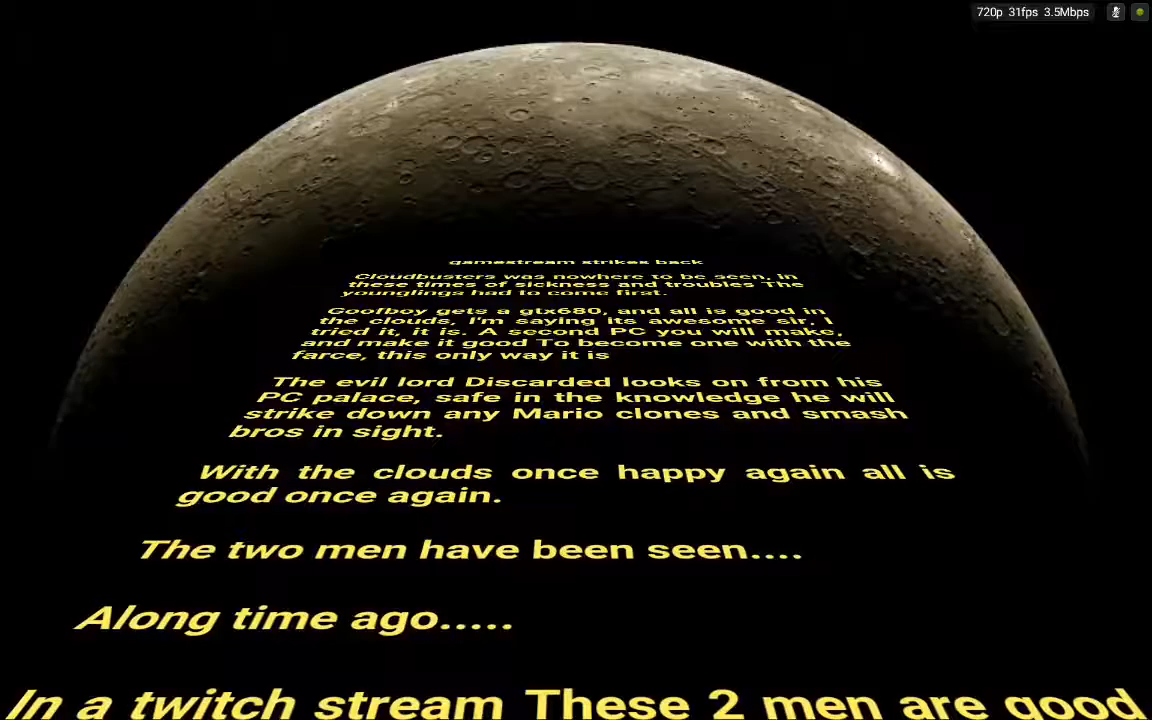 720p 31fps 3.5Mbps
gamestream strikes back
Cloudbusters was nowhere to be seen, in
these times of sickness and troubles The
younglings had to come first.
Goofboy gets a gtx680, and all is good in
the clouds, I'm saying its awesome sir, I
tried it, it is. A second PC you will make,
and make it good To become one with the
farce, this only way it is
The evil lord Discarded looks on from his
PC palace, safe in the knowledge he will
strike down any Mario clones and smash
bros in sight.
With the clouds once happy again all is
good once again.
The two men have been seen....
Along time ago.....
In a twitch stream These 2 men are good